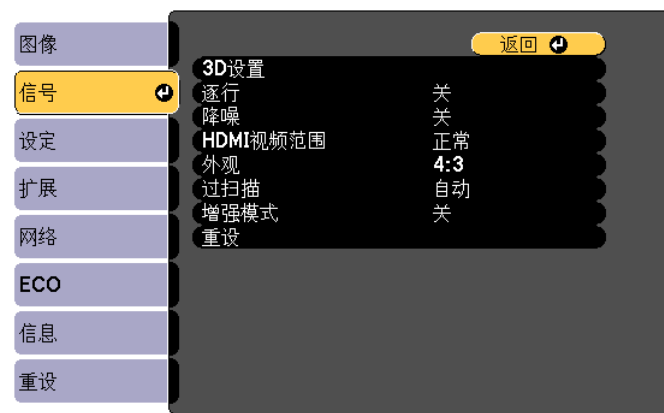 图像
信号
设定
扩展
网络
ECO
信息
重设
返回
3D设置
逐行 关
降噪 关
HDMI视频范围 正常
外观 4:3
过扫描 自动
增强模式 关
重设